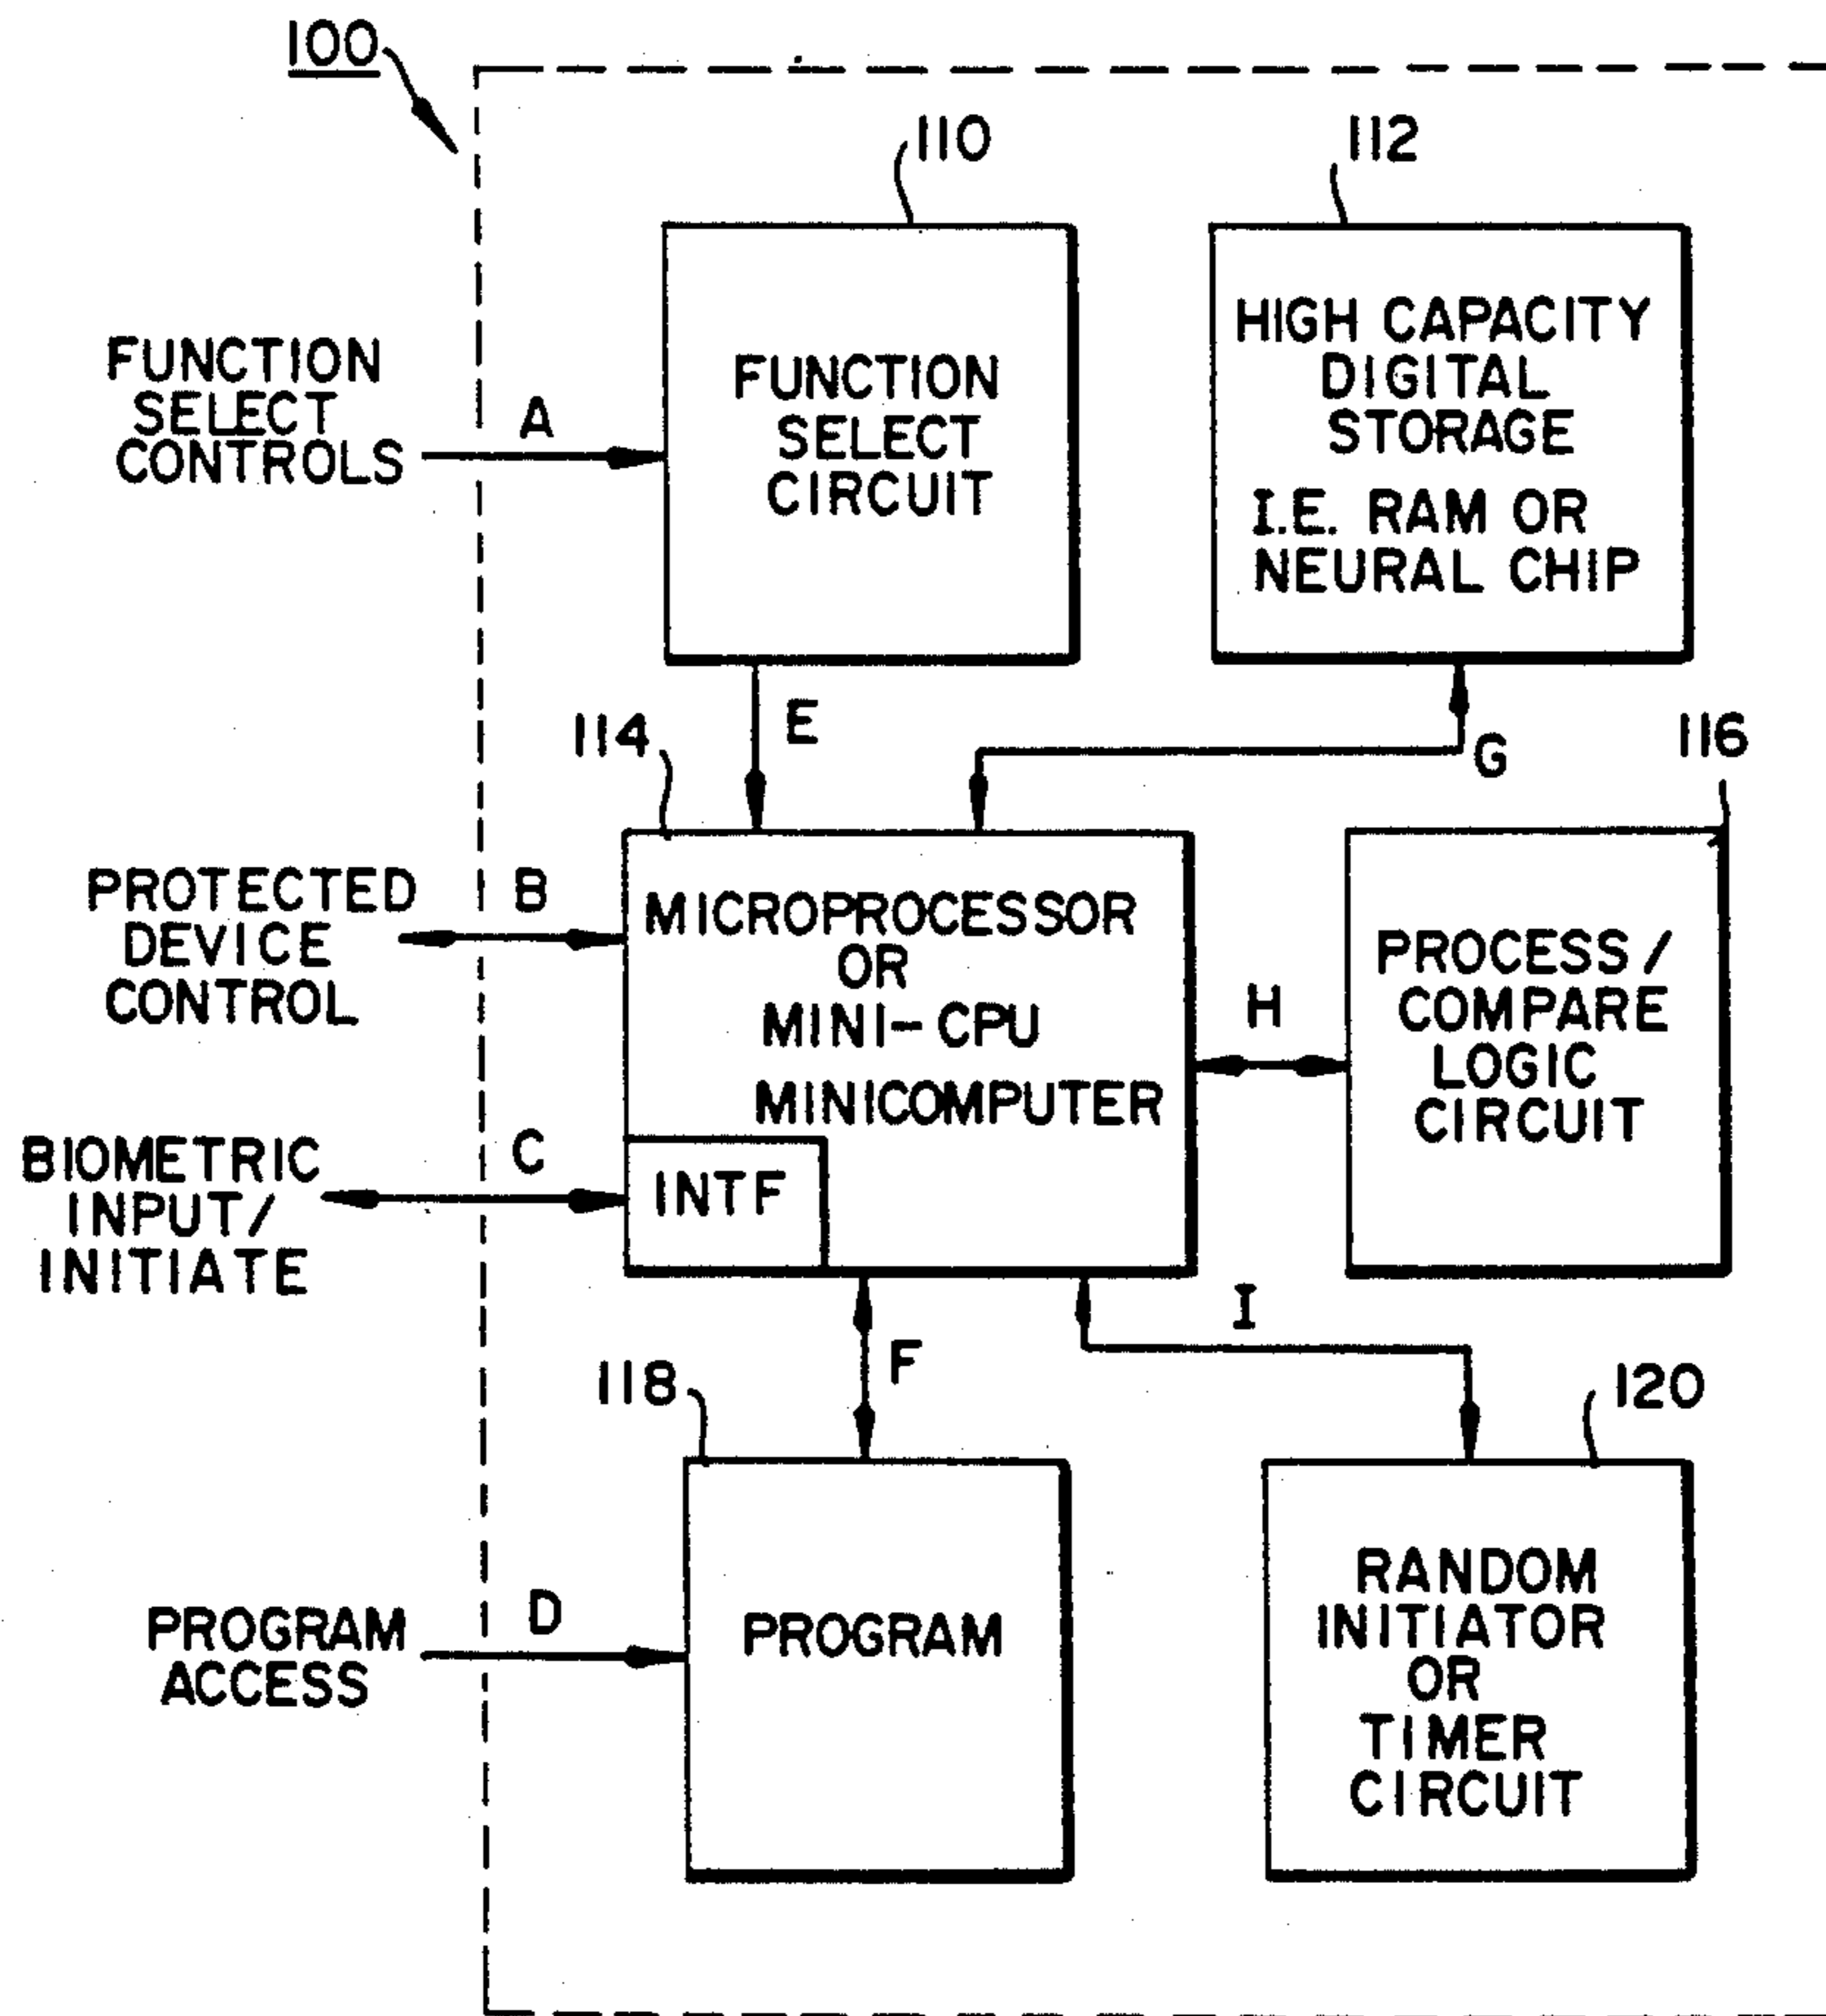 100
110
112
FUNCTION
SELECT
CONTROLS
A
FUNCTION
SELECT
CIRCUIT
HIGH CAPACITY
DIGITAL
STORAGE
I.E. RAM OR
NEURAL CHIP
E
G
114
116
PROTECTED
DEVICE
CONTROL
B
MICROPROCESSOR
OR
MINI-CPU
MINICOMPUTER
H
PROCESS/
COMPARE
LOGIC
CIRCUIT
BIOMETRIC
INPUT/
INITIATE
C
INTF
F
I
118
120
PROGRAM
ACCESS
D
PROGRAM
RANDOM
INITIATOR
OR
TIMER
CIRCUIT